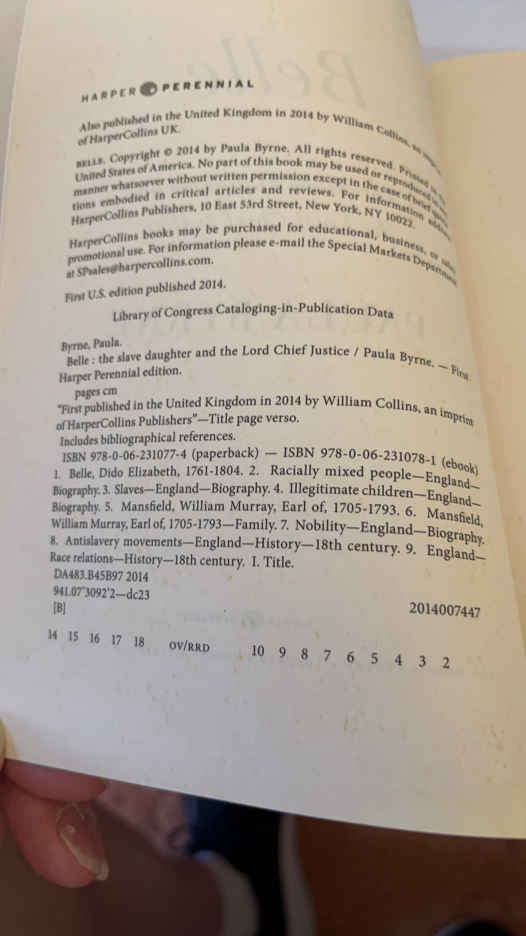 HARPER PERENNIAL
Also published in the United Kingdom in 2014 by William Collins, an
of HarperCollins UK.
BELLE. Copyright © 2014 by Paula Byrne. All rights reserved. Printed in the
United States of America. No part of this book may be used or reproduced in
manner whatsoever without written permission except in the case of brief
tions embodied in critical articles and reviews. For information address
HarperCollins Publishers, 10 East 53rd Street, New York, NY 10022.
HarperCollins books may be purchased for educational, business, or sales
promotional use. For information please e-mail the Special Markets Department
at SPsales@harpercollins.com.
First U.S. edition published 2014.
Library of Congress Cataloging-in-Publication Data
Byrne, Paula.
Belle : the slave daughter and the Lord Chief Justice / Paula Byrne. — First
Harper Perennial edition.
pages cm
"First published in the United Kingdom in 2014 by William Collins, an imprint
of HarperCollins Publishers"—Title page verso.
Includes bibliographical references.
ISBN 978-0-06-231077-4 (paperback) — ISBN 978-0-06-231078-1 (ebook)
1. Belle, Dido Elizabeth, 1761-1804. 2. Racially mixed people—England—
Biography. 3. Slaves—England—Biography. 4. Illegitimate children—England—
Biography. 5. Mansfield, William Murray, Earl of, 1705-1793. 6. Mansfield,
William Murray, Earl of, 1705-1793—Family. 7. Nobility—England—Biography.
8. Antislavery movements—England—History—18th century. 9. England—
Race relations—History—18th century. I. Title.
DA483.B45B97 2014
941.07'3092'2—dc23
[B]
2014007447
14 15 16 17 18 OV/RRD 10 9 8 7 6 5 4 3 2